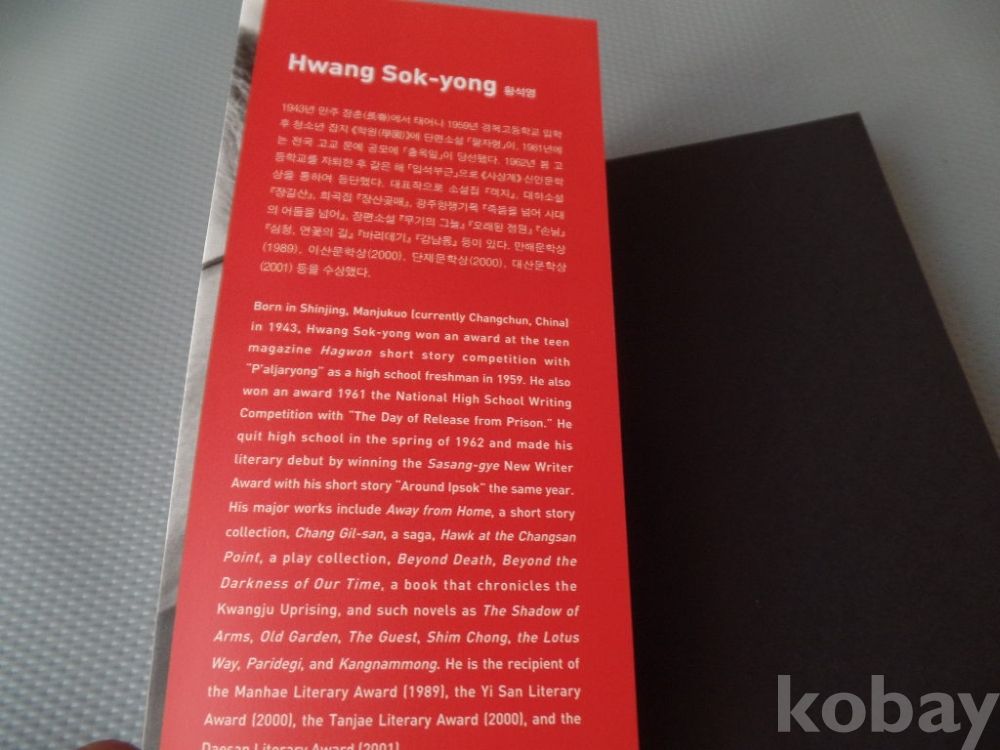 Hwang Sok-yong 황석영
1943년 만주 장춘(長春)에서 태어나 1959년 경복고등학교 입학
후 청소년 잡지 《학원(學園)》에 단편소설 「팔자령」이, 1961년에
는 전국 고교 문예 공모에 「출옥일」이 당선됐다. 1962년 봄 고
등학교를 자퇴한 후 같은 해 「입석부근」으로 《사상계》 신인문학
상을 통하여 등단했다. 대표작으로 소설집 『객지』, 대하소설
『장길산』, 희곡집 『장산곶매』, 광주항쟁기록 『죽음을 넘어 시대
의 어둠을 넘어』, 장편소설 『무기의 그늘』 『오래된 정원』 『손님』
『심청, 연꽃의 길』 『바리데기』 『강남몽』 등이 있다. 만해문학상
(1989), 이산문학상(2000), 단재문학상(2000), 대산문학상
(2001) 등을 수상했다.
Born in Shinjing, Manjukuo (currently Changchun, China)
in 1943, Hwang Sok-yong won an award at the teen
magazine Hagwon short story competition with
"P'aljaryong" as a high school freshman in 1959. He also
won an award 1961 the National High School Writing
Competition with "The Day of Release from Prison." He
quit high school in the spring of 1962 and made his
literary debut by winning the Sasang-gye New Writer
Award with his short story "Around Ipsok" the same year.
His major works include Away from Home, a short story
collection, Chang Gil-san, a saga, Hawk at the Changsan
Point, a play collection, Beyond Death, Beyond the
Darkness of Our Time, a book that chronicles the
Kwangju Uprising, and such novels as The Shadow of
Arms, Old Garden, The Guest, Shim Chong, the Lotus
Way, Paridegi, and Kangnammong. He is the recipient of
the Manhae Literary Award (1989), the Yi San Literary
Award (2000), the Tanjae Literary Award (2000), and the
Daesan Literary Award (2001).
kobay